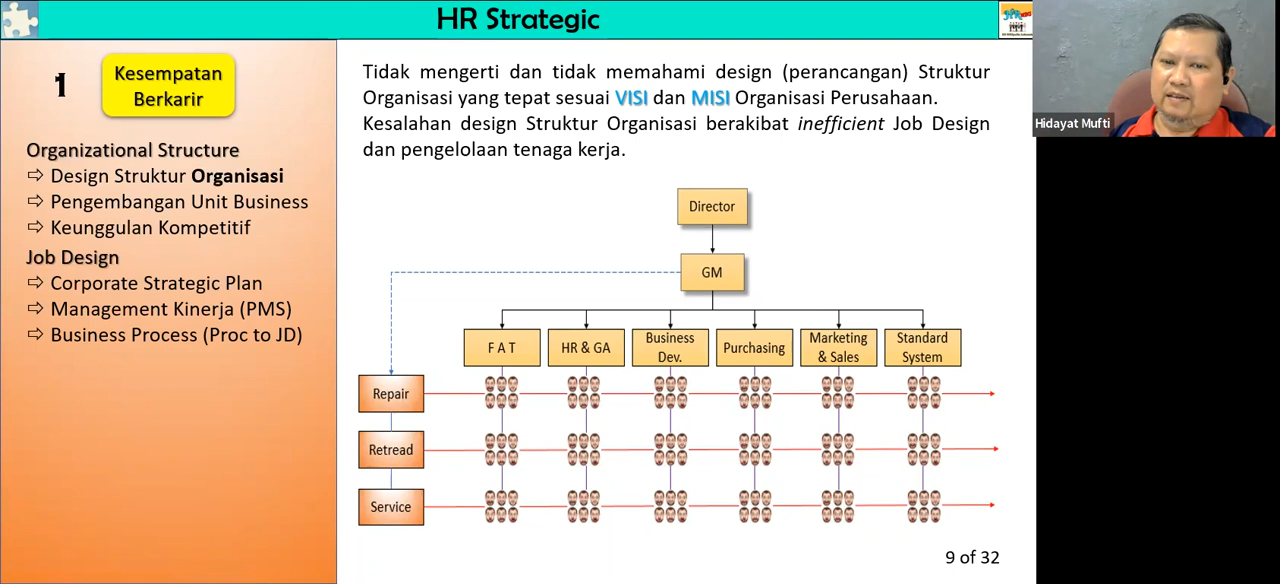 HR Strategic
1
Kesempatan
Berkarir
Organizational Structure
⇨ Design Struktur Organisasi
⇨ Pengembangan Unit Business
⇨ Keunggulan Kompetitif
Job Design
⇨ Corporate Strategic Plan
⇨ Management Kinerja (PMS)
⇨ Business Process (Proc to JD)
Tidak mengerti dan tidak memahami design (perancangan) Struktur
Organisasi yang tepat sesuai VISI dan MISI Organisasi Perusahaan.
Kesalahan design Struktur Organisasi berakibat inefficient Job Design
dan pengelolaan tenaga kerja.
Director
GM
F A T
HR & GA
Business
Dev.
Purchasing
Marketing
& Sales
Standard
System
Repair
Retread
Service
9 of 32
Hidayat Mufti